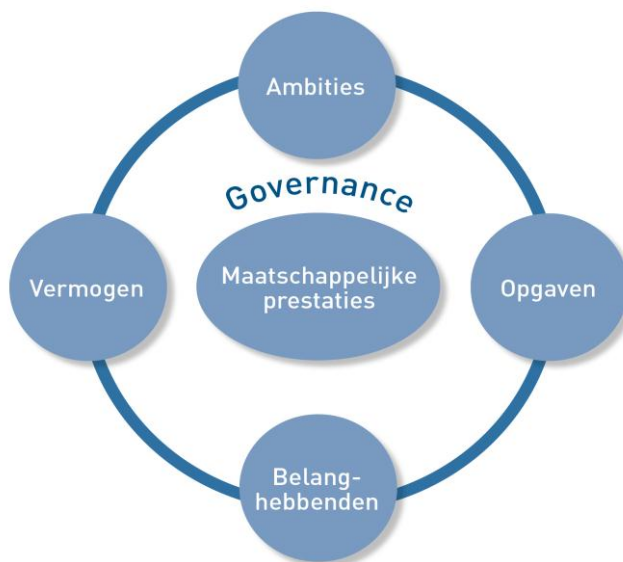 Ambities
Governance
Vermogen
Maatschappelijke
prestaties
Opgaven
Belang-
hebbenden